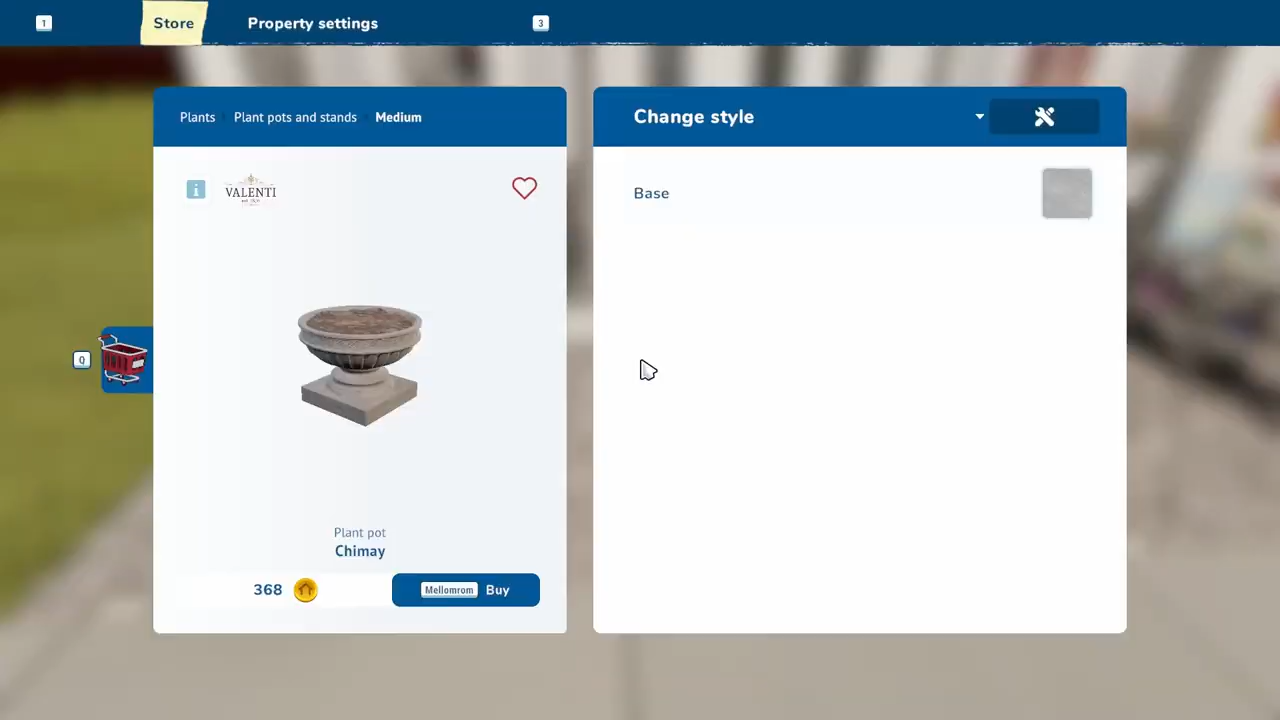 1
Store
Property settings
3
Plants
Plant pots and stands
Medium
VALENTI
Plant pot
Chimay
368
Mellomrom
Buy
Q
Change style
Base